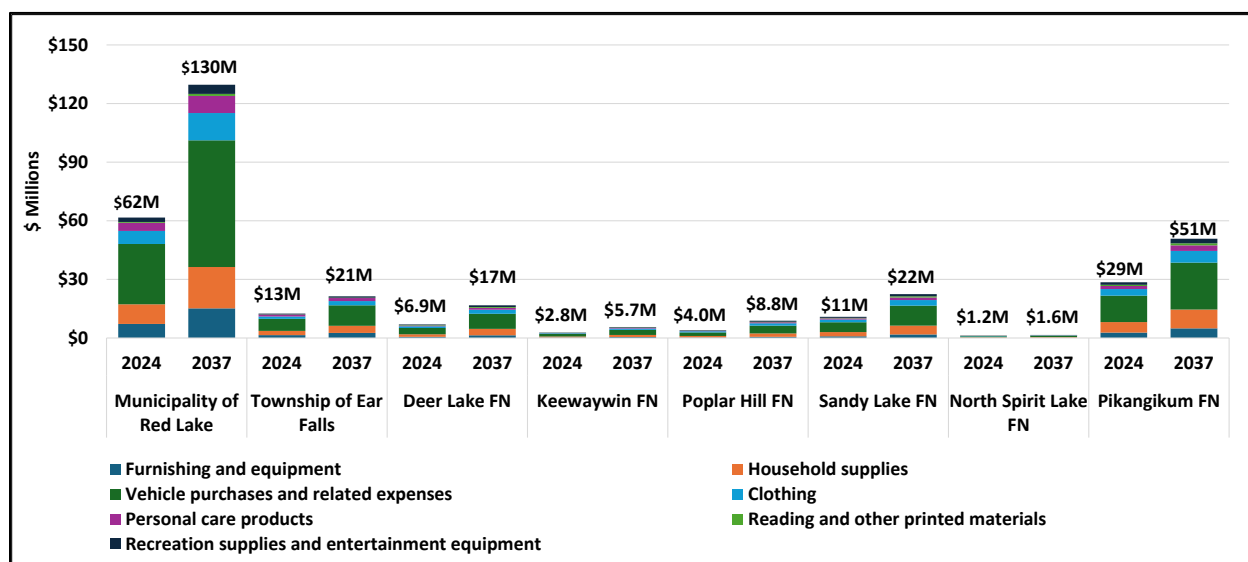 $150
$120
$90
$60
$30
$0
$ Millions
$62M
$130M
$13M
$21M
$6.9M
$17M
$2.8M
$5.7M
$4.0M
$8.8M
$11M
$22M
$1.2M
$1.6M
$29M
$51M
2024 2037 2024 2037 2024 2037 2024 2037 2024 2037 2024 2037 2024 2037 2024 2037
Municipality of Red Lake
Township of Ear Falls
Deer Lake FN
Keewaywin FN
Poplar Hill FN
Sandy Lake FN
North Spirit Lake FN
Pikangikum FN
Furnishing and equipment
Household supplies
Vehicle purchases and related expenses
Clothing
Personal care products
Reading and other printed materials
Recreation supplies and entertainment equipment